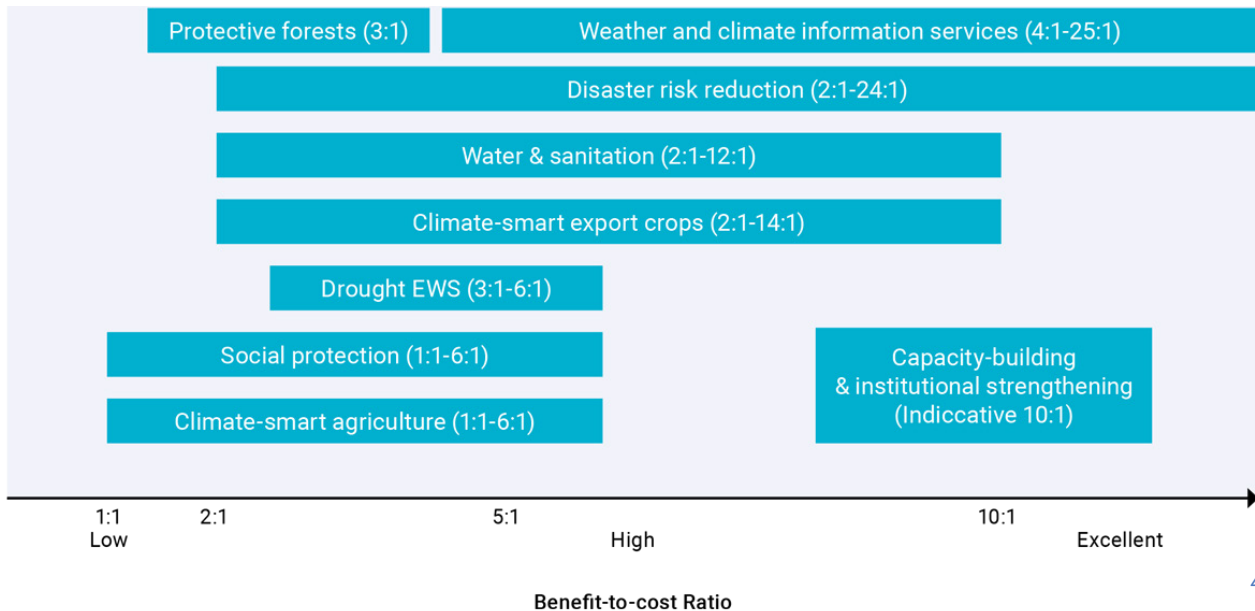 Protective forests (3:1)
Weather and climate information services (4:1-25:1)
Disaster risk reduction (2:1-24:1)
Water & sanitation (2:1-12:1)
Climate-smart export crops (2:1-14:1)
Drought EWS (3:1-6:1)
Social protection (1:1-6:1)
Climate-smart agriculture (1:1-6:1)
Capacity-building
& institutional strengthening
(Indiccative 10:1)
1:1
2:1
5:1
10:1
Low
High
Excellent
Benefit-to-cost Ratio